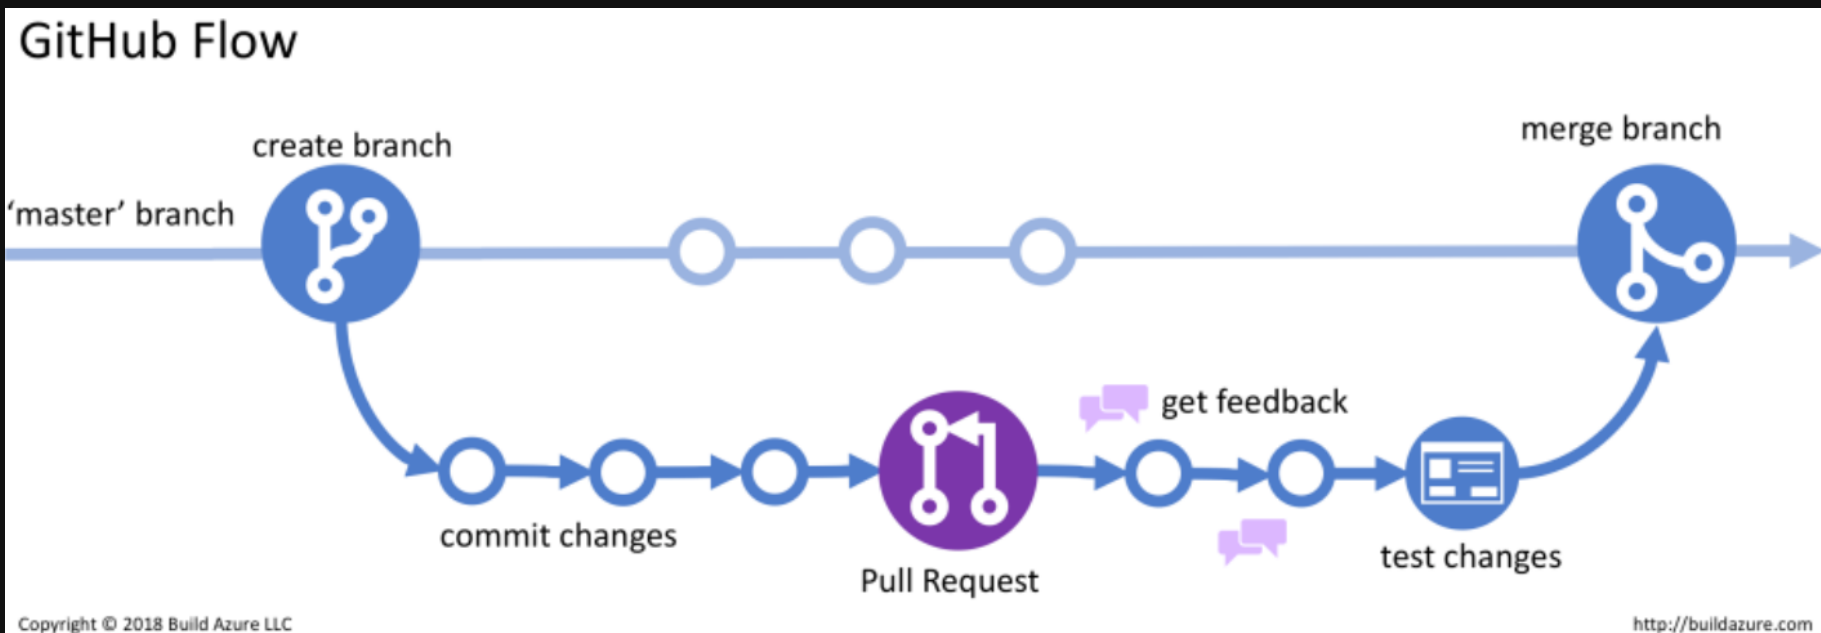 GitHub Flow
create branch
merge branch
‘master’ branch
get feedback
commit changes
Pull Request
test changes
Copyright © 2018 Build Azure LLC
http://buildazure.com